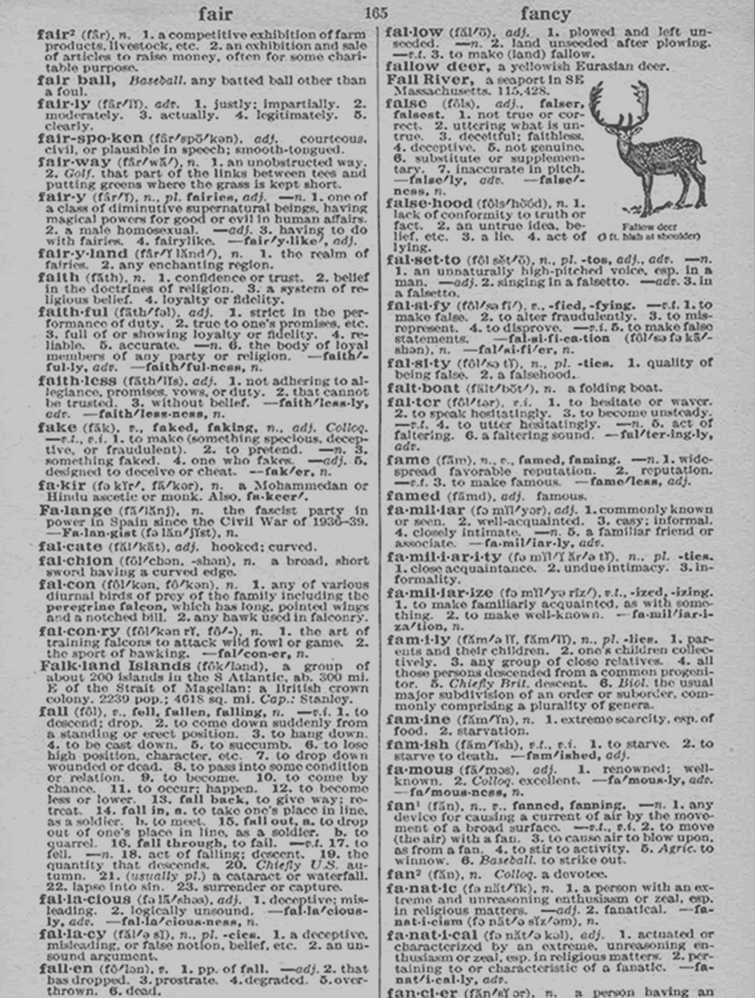 fair 165 fancy
fair² (fâr), n. 1. a competitive exhibition of farm
products, livestock, etc. 2. an exhibition and sale
of articles to raise money, often for some chari-
table purpose.
fair ball, Baseball. any batted ball other than
a foul.
fair·ly (fâr′lĭ), adv. 1. justly; impartially. 2.
moderately. 3. actually. 4. legitimately. 5.
clearly.
fair-spo·ken (fâr′spō′kən), adj. courteous,
civil, or plausible in speech; smooth-tongued.
fair·way (fâr′wā′), n. 1. an unobstructed way.
2. Golf. that part of the links between tees and
putting greens where the grass is kept short.
fair·y (fâr′ĭ), n., pl. fairies, adj. —n. 1. one of
a class of diminutive supernatural beings, having
magical powers for good or evil in human affairs.
2. a male homosexual. —adj. 3. having to do
with fairies. 4. fairylike. —fair′y·like′, adj.
fair·y·land (fâr′ĭ lănd′), n. 1. the realm of
fairies. 2. any enchanting region.
faith (fāth), n. 1. confidence or trust. 2. belief
in the doctrines of religion. 3. a system of re-
ligious belief. 4. loyalty or fidelity.
faith·ful (fāth′fəl), adj. 1. strict in the per-
formance of duty. 2. true to one's promises, etc.
3. full of or showing loyalty or fidelity. 4. re-
liable. 5. accurate. —n. 6. the body of loyal
members of any party or religion. —faith′-
ful·ly, adv. —faith′ful·ness, n.
faith·less (fāth′lĭs), adj. 1. not adhering to al-
legiance, promises, vows, or duty. 2. that cannot
be trusted. 3. without belief. —faith′less·ly,
adv. —faith′less·ness, n.
fake (fāk), v., faked, faking, n., adj. Colloq.
—v.t., v.i. 1. to make (something specious, decep-
tive, or fraudulent). 2. to pretend. —n. 3.
something faked. 4. one who fakes. —adj. 5.
designed to deceive or cheat. —fak′er, n.
fa·kir (fə kĭr′, fā′kər), n. a Mohammedan or
Hindu ascetic or monk. Also, fa·keer′.
Fa·lange (fā′lănj), n. the fascist party in
power in Spain since the Civil War of 1936–39.
—Fa·lan·gist (fə lăn′jĭst), n.
fal·cate (făl′kāt), adj. hooked; curved.
fal·chion (fôl′chən, -shən), n. a broad, short
sword having a curved edge.
fal·con (fôl′kən, fô′kən), n. 1. any of various
diurnal birds of prey of the family including the
peregrine falcon, which has long, pointed wings
and a notched bill. 2. any hawk used in falconry.
fal·con·ry (fôl′kən rĭ, fô′-), n. 1. the art of
training falcons to attack wild fowl or game. 2.
the sport of hawking. —fal′con·er, n.
Falk·land Islands (fôk′lənd), a group of
about 200 islands in the S Atlantic, ab. 300 mi.
E of the Strait of Magellan; a British crown
colony. 2239 pop.; 4618 sq. mi. Cap.: Stanley.
fall (fôl), v., fell, fallen, falling, n. —v.i. 1. to
descend; drop. 2. to come down suddenly from
a standing or erect position. 3. to hang down.
4. to be cast down. 5. to succumb. 6. to lose
high position, character, etc. 7. to drop down
wounded or dead. 8. to pass into some condition
or relation. 9. to become. 10. to come by
chance. 11. to occur; happen. 12. to become
less or lower. 13. fall back, to give way; re-
treat. 14. fall in, a. to take one's place in line,
as a soldier. b. to meet. 15. fall out, a. to drop
out of one's place in line, as a soldier. b. to
quarrel. 16. fall through, to fail. —v.t. 17. to
fell. —n. 18. act of falling; descent. 19. the
quantity that descends. 20. Chiefly U.S. au-
tumn. 21. (usually pl.) a cataract or waterfall.
22. lapse into sin. 23. surrender or capture.
fal·la·cious (fə lā′shəs), adj. 1. deceptive; mis-
leading. 2. logically unsound. —fal·la′cious-
ly, adv. —fal·la′cious·ness, n.
fal·la·cy (făl′ə sĭ), n., pl. -cies. 1. a deceptive,
misleading, or false notion, belief, etc. 2. an un-
sound argument.
fall·en (fô′lən), v. 1. pp. of fall. —adj. 2. that
has dropped. 3. prostrate. 4. degraded. 5. over-
thrown. 6. dead.
fal·low (făl′ō), adj. 1. plowed and left un-
seeded. —n. 2. land unseeded after plowing.
—v.t. 3. to make (land) fallow.
fallow deer, a yellowish Eurasian deer.
Fall River, a seaport in SE
Massachusetts. 115,428.
false (fôls), adj., falser,
falsest. 1. not true or cor-
rect. 2. uttering what is un-
true. 3. deceitful; faithless.
4. deceptive. 5. not genuine.
6. substitute or supplemen-
tary. 7. inaccurate in pitch.
—false′ly, adv. —false′-
ness, n.
false·hood (fôls′ho͝od), n. 1.
lack of conformity to truth or
fact. 2. an untrue idea, be-
lief, etc. 3. a lie. 4. act of
lying.
Fallow deer
(3 ft. high at shoulder)
fal·set·to (fôl sĕt′ō), n., pl. -tos, adj., adv. —n.
1. an unnaturally high-pitched voice, esp. in a
man. —adj. 2. singing in a falsetto. —adv. 3. in
a falsetto.
fal·si·fy (fôl′sə fī′), v., -fied, -fying. —v.t. 1. to
make false. 2. to alter fraudulently. 3. to mis-
represent. 4. to disprove. —v.i. 5. to make false
statements. —fal·si·fi·ca·tion (fôl′sə fə kā′-
shən), n. —fal′si·fi′er, n.
fal·si·ty (fôl′sə tĭ), n., pl. -ties. 1. quality of
being false. 2. a falsehood.
falt·boat (fält′bōt′), n. a folding boat.
fal·ter (fôl′tər), v.i. 1. to hesitate or waver.
2. to speak hesitatingly. 3. to become unsteady.
—v.t. 4. to utter hesitatingly. —n. 5. act of
faltering. 6. a faltering sound. —fal′ter·ing·ly,
adv.
fame (fām), n., v., famed, faming. —n. 1. wide-
spread favorable reputation. 2. reputation.
—v.t. 3. to make famous. —fame′less, adj.
famed (fāmd), adj. famous.
fa·mil·iar (fə mĭl′yər), adj. 1. commonly known
or seen. 2. well-acquainted. 3. easy; informal.
4. closely intimate. —n. 5. a familiar friend or
associate. —fa·mil′iar·ly, adv.
fa·mil·i·ar·i·ty (fə mĭl′ĭ ăr′ə tĭ), n., pl. -ties.
1. close acquaintance. 2. undue intimacy. 3. in-
formality.
fa·mil·iar·ize (fə mĭl′yə rīz′), v.t., -ized, -izing.
1. to make familiarly acquainted, as with some-
thing. 2. to make well-known. —fa·mil′iar·i-
za′tion, n.
fam·i·ly (făm′ə lĭ, făm′lĭ), n., pl. -lies. 1. par-
ents and their children. 2. one's children collec-
tively. 3. any group of close relatives. 4. all
those persons descended from a common progeni-
tor. 5. Chiefly Brit. descent. 6. Biol. the usual
major subdivision of an order or suborder, com-
monly comprising a plurality of genera.
fam·ine (făm′ĭn), n. 1. extreme scarcity, esp. of
food. 2. starvation.
fam·ish (făm′ĭsh), v.t., v.i. 1. to starve. 2. to
starve to death. —fam′ished, adj.
fa·mous (fā′məs), adj. 1. renowned; well-
known. 2. Colloq. excellent. —fa′mous·ly, adv.
—fa′mous·ness, n.
fan¹ (făn), n., v., fanned, fanning. —n. 1. any
device for causing a current of air by the move-
ment of a broad surface. —v.t., v.i. 2. to move
(the air) with a fan. 3. to cause air to blow upon,
as from a fan. 4. to stir to activity. 5. Agric. to
winnow. 6. Baseball. to strike out.
fan² (făn), n. Colloq. a devotee.
fa·nat·ic (fə năt′ĭk), n. 1. a person with an ex-
treme and unreasoning enthusiasm or zeal, esp.
in religious matters. —adj. 2. fanatical. —fa-
nat·i·cism (fə năt′ə sĭz′əm), n.
fa·nat·i·cal (fə năt′ə kəl), adj. 1. actuated or
characterized by an extreme, unreasoning en-
thusiasm or zeal, esp. in religious matters. 2. per-
taining to or characteristic of a fanatic. —fa-
nat′i·cal·ly, adv.
fan·ci·er (făn′sĭ ər), n. a person having an